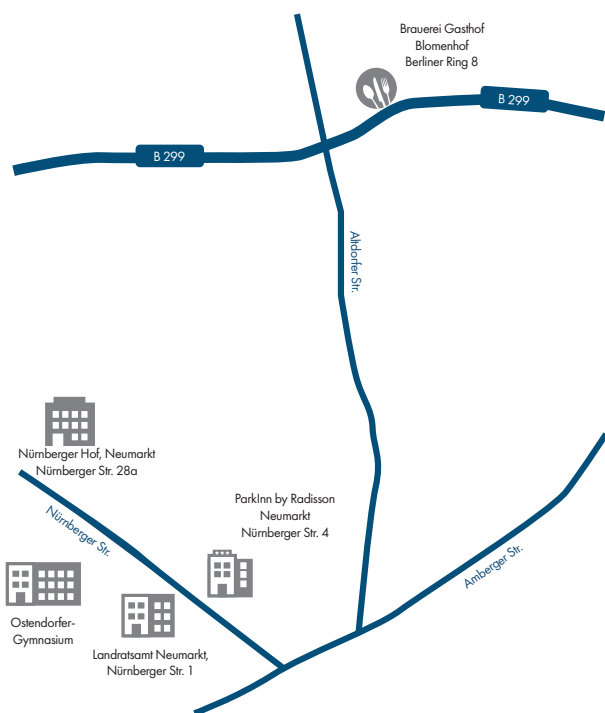 Brauerei Gasthof
Blomenhof
Berliner Ring 8
B 299
B 299
Altdorfer Str.
Nürnberger Hof, Neumarkt
Nürnberger Str. 28a
Nürnberger Str.
ParkInn by Radisson
Neumarkt
Nürnberger Str. 4
Amberger Str.
Ostendorfer-
Gymnasium
Landratsamt Neumarkt,
Nürnberger Str. 1